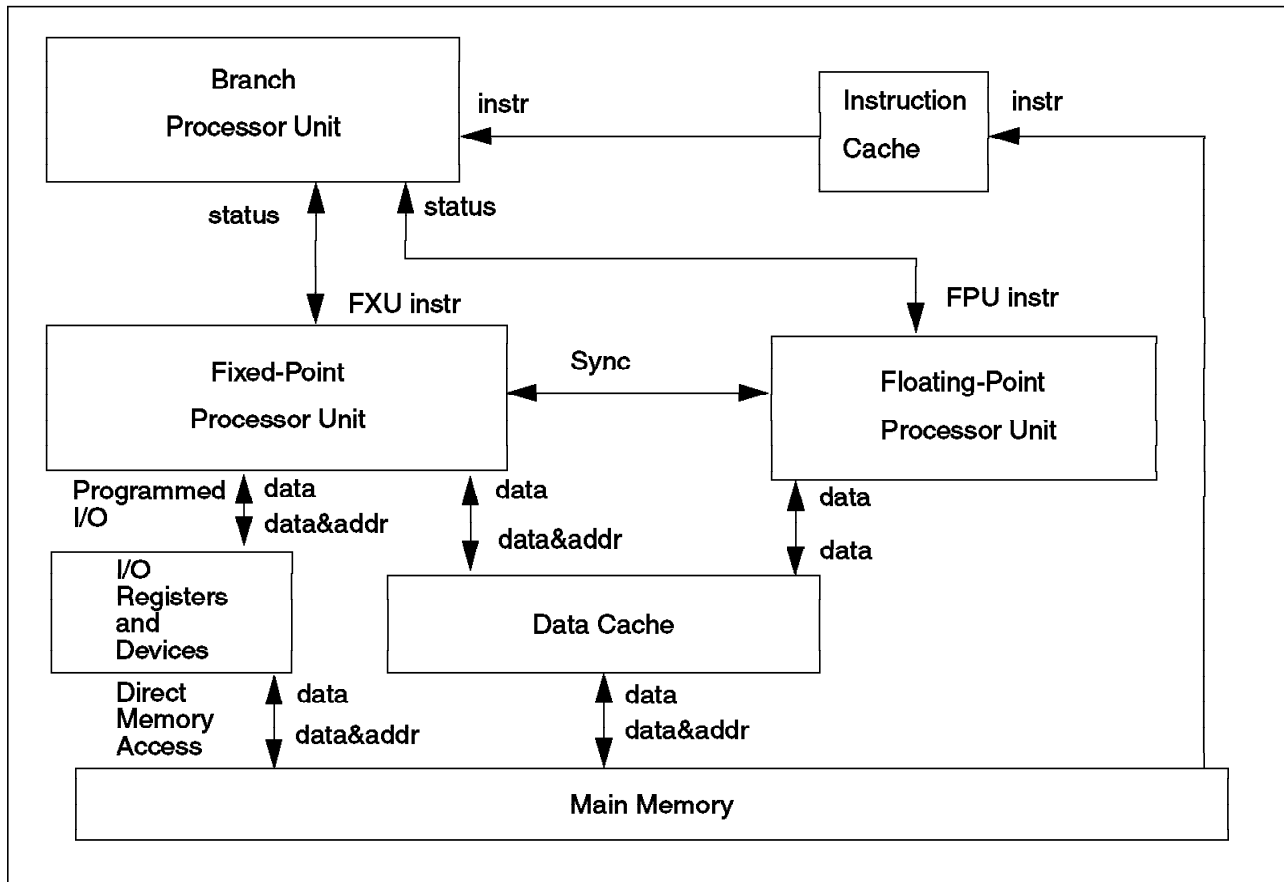 Branch
Processor Unit
instr
Instruction
Cache
instr
status
status
FXU instr
FPU instr
Fixed-Point
Processor Unit
Sync
Floating-Point
Processor Unit
Programmed
I/O
data
data&addr
data
data&addr
data
data
I/O
Registers
and
Devices
Data Cache
Direct
Memory
Access
data
data&addr
data
data&addr
Main Memory